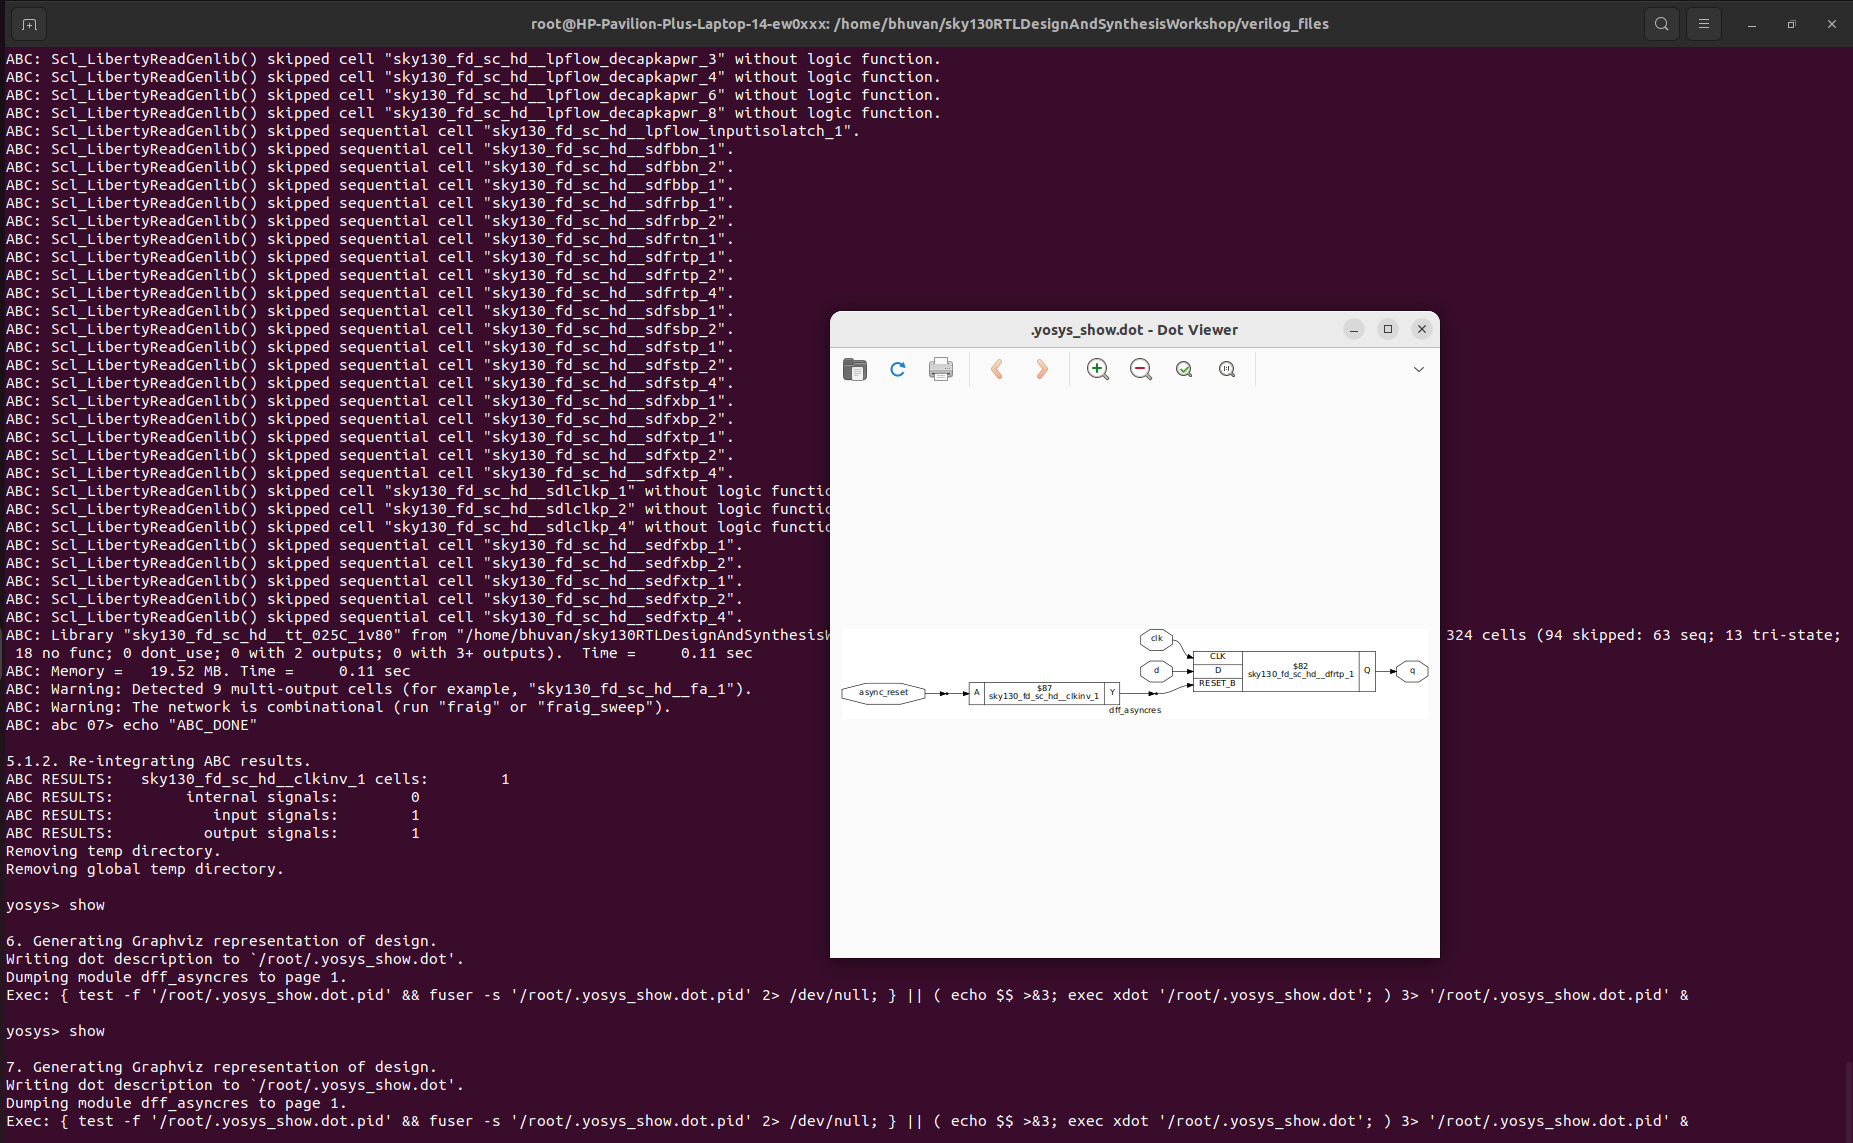 root@HP-Pavilion-Plus-Laptop-14-ew0xxx: /home/bhuvan/sky130RTLDesignAndSynthesisWorkshop/verilog_files
ABC: Scl_LibertyReadGenlib() skipped cell "sky130_fd_sc_hd__lpflow_decapkapwr_3" without logic function.
ABC: Scl_LibertyReadGenlib() skipped cell "sky130_fd_sc_hd__lpflow_decapkapwr_4" without logic function.
ABC: Scl_LibertyReadGenlib() skipped cell "sky130_fd_sc_hd__lpflow_decapkapwr_6" without logic function.
ABC: Scl_LibertyReadGenlib() skipped cell "sky130_fd_sc_hd__lpflow_decapkapwr_8" without logic function.
ABC: Scl_LibertyReadGenlib() skipped sequential cell "sky130_fd_sc_hd__lpflow_inputisolatch_1".
ABC: Scl_LibertyReadGenlib() skipped sequential cell "sky130_fd_sc_hd__sdfbbn_1".
ABC: Scl_LibertyReadGenlib() skipped sequential cell "sky130_fd_sc_hd__sdfbbn_2".
ABC: Scl_LibertyReadGenlib() skipped sequential cell "sky130_fd_sc_hd__sdfbbp_1".
ABC: Scl_LibertyReadGenlib() skipped sequential cell "sky130_fd_sc_hd__sdfrbp_1".
ABC: Scl_LibertyReadGenlib() skipped sequential cell "sky130_fd_sc_hd__sdfrbp_2".
ABC: Scl_LibertyReadGenlib() skipped sequential cell "sky130_fd_sc_hd__sdfrtn_1".
ABC: Scl_LibertyReadGenlib() skipped sequential cell "sky130_fd_sc_hd__sdfrtp_1".
ABC: Scl_LibertyReadGenlib() skipped sequential cell "sky130_fd_sc_hd__sdfrtp_2".
ABC: Scl_LibertyReadGenlib() skipped sequential cell "sky130_fd_sc_hd__sdfrtp_4".
ABC: Scl_LibertyReadGenlib() skipped sequential cell "sky130_fd_sc_hd__sdfsbp_1".
ABC: Scl_LibertyReadGenlib() skipped sequential cell "sky130_fd_sc_hd__sdfsbp_2".
ABC: Scl_LibertyReadGenlib() skipped sequential cell "sky130_fd_sc_hd__sdfstp_1".
ABC: Scl_LibertyReadGenlib() skipped sequential cell "sky130_fd_sc_hd__sdfstp_2".
ABC: Scl_LibertyReadGenlib() skipped sequential cell "sky130_fd_sc_hd__sdfstp_4".
ABC: Scl_LibertyReadGenlib() skipped sequential cell "sky130_fd_sc_hd__sdfxbp_1".
ABC: Scl_LibertyReadGenlib() skipped sequential cell "sky130_fd_sc_hd__sdfxbp_2".
ABC: Scl_LibertyReadGenlib() skipped sequential cell "sky130_fd_sc_hd__sdfxtp_1".
ABC: Scl_LibertyReadGenlib() skipped sequential cell "sky130_fd_sc_hd__sdfxtp_2".
ABC: Scl_LibertyReadGenlib() skipped sequential cell "sky130_fd_sc_hd__sdfxtp_4".
ABC: Scl_LibertyReadGenlib() skipped cell "sky130_fd_sc_hd__sdlclkp_1" without logic functio
ABC: Scl_LibertyReadGenlib() skipped cell "sky130_fd_sc_hd__sdlclkp_2" without logic functio
ABC: Scl_LibertyReadGenlib() skipped cell "sky130_fd_sc_hd__sdlclkp_4" without logic functio
ABC: Scl_LibertyReadGenlib() skipped sequential cell "sky130_fd_sc_hd__sedfxbp_1".
ABC: Scl_LibertyReadGenlib() skipped sequential cell "sky130_fd_sc_hd__sedfxbp_2".
ABC: Scl_LibertyReadGenlib() skipped sequential cell "sky130_fd_sc_hd__sedfxtp_1".
ABC: Scl_LibertyReadGenlib() skipped sequential cell "sky130_fd_sc_hd__sedfxtp_2".
ABC: Scl_LibertyReadGenlib() skipped sequential cell "sky130_fd_sc_hd__sedfxtp_4".
ABC: Library "sky130_fd_sc_hd__tt_025C_1v80" from "/home/bhuvan/sky130RTLDesignAndSynthesis 324 cells (94 skipped: 63 seq; 13 tri-state;
18 no func; 0 dont_use; 0 with 2 outputs; 0 with 3+ outputs).  Time =     0.11 sec
ABC: Memory =   19.52 MB. Time =     0.11 sec
ABC: Warning: Detected 9 multi-output cells (for example, "sky130_fd_sc_hd__fa_1").
ABC: Warning: The network is combinational (run "fraig" or "fraig_sweep").
ABC: abc 07> echo "ABC_DONE"
5.1.2. Re-integrating ABC results.
ABC RESULTS:   sky130_fd_sc_hd__clkinv_1 cells:        1
ABC RESULTS:        internal signals:        0
ABC RESULTS:           input signals:        1
ABC RESULTS:          output signals:        1
Removing temp directory.
Removing global temp directory.
yosys> show
6. Generating Graphviz representation of design.
Writing dot description to `/root/.yosys_show.dot'.
Dumping module dff_asyncres to page 1.
Exec: { test -f '/root/.yosys_show.dot.pid' && fuser -s '/root/.yosys_show.dot.pid' 2> /dev/null; } || ( echo $$ >&3; exec xdot '/root/.yosys_show.dot'; ) 3> '/root/.yosys_show.dot.pid' &
yosys> show
7. Generating Graphviz representation of design.
Writing dot description to `/root/.yosys_show.dot'.
Dumping module dff_asyncres to page 1.
Exec: { test -f '/root/.yosys_show.dot.pid' && fuser -s '/root/.yosys_show.dot.pid' 2> /dev/null; } || ( echo $$ >&3; exec xdot '/root/.yosys_show.dot'; ) 3> '/root/.yosys_show.dot.pid' &
.yosys_show.dot - Dot Viewer
clk
d
async_reset
A
$87
sky130_fd_sc_hd__clkinv_1
Y
CLK
D
RESET_B
$82
sky130_fd_sc_hd__dfrtp_1
Q
q
dff_asyncres